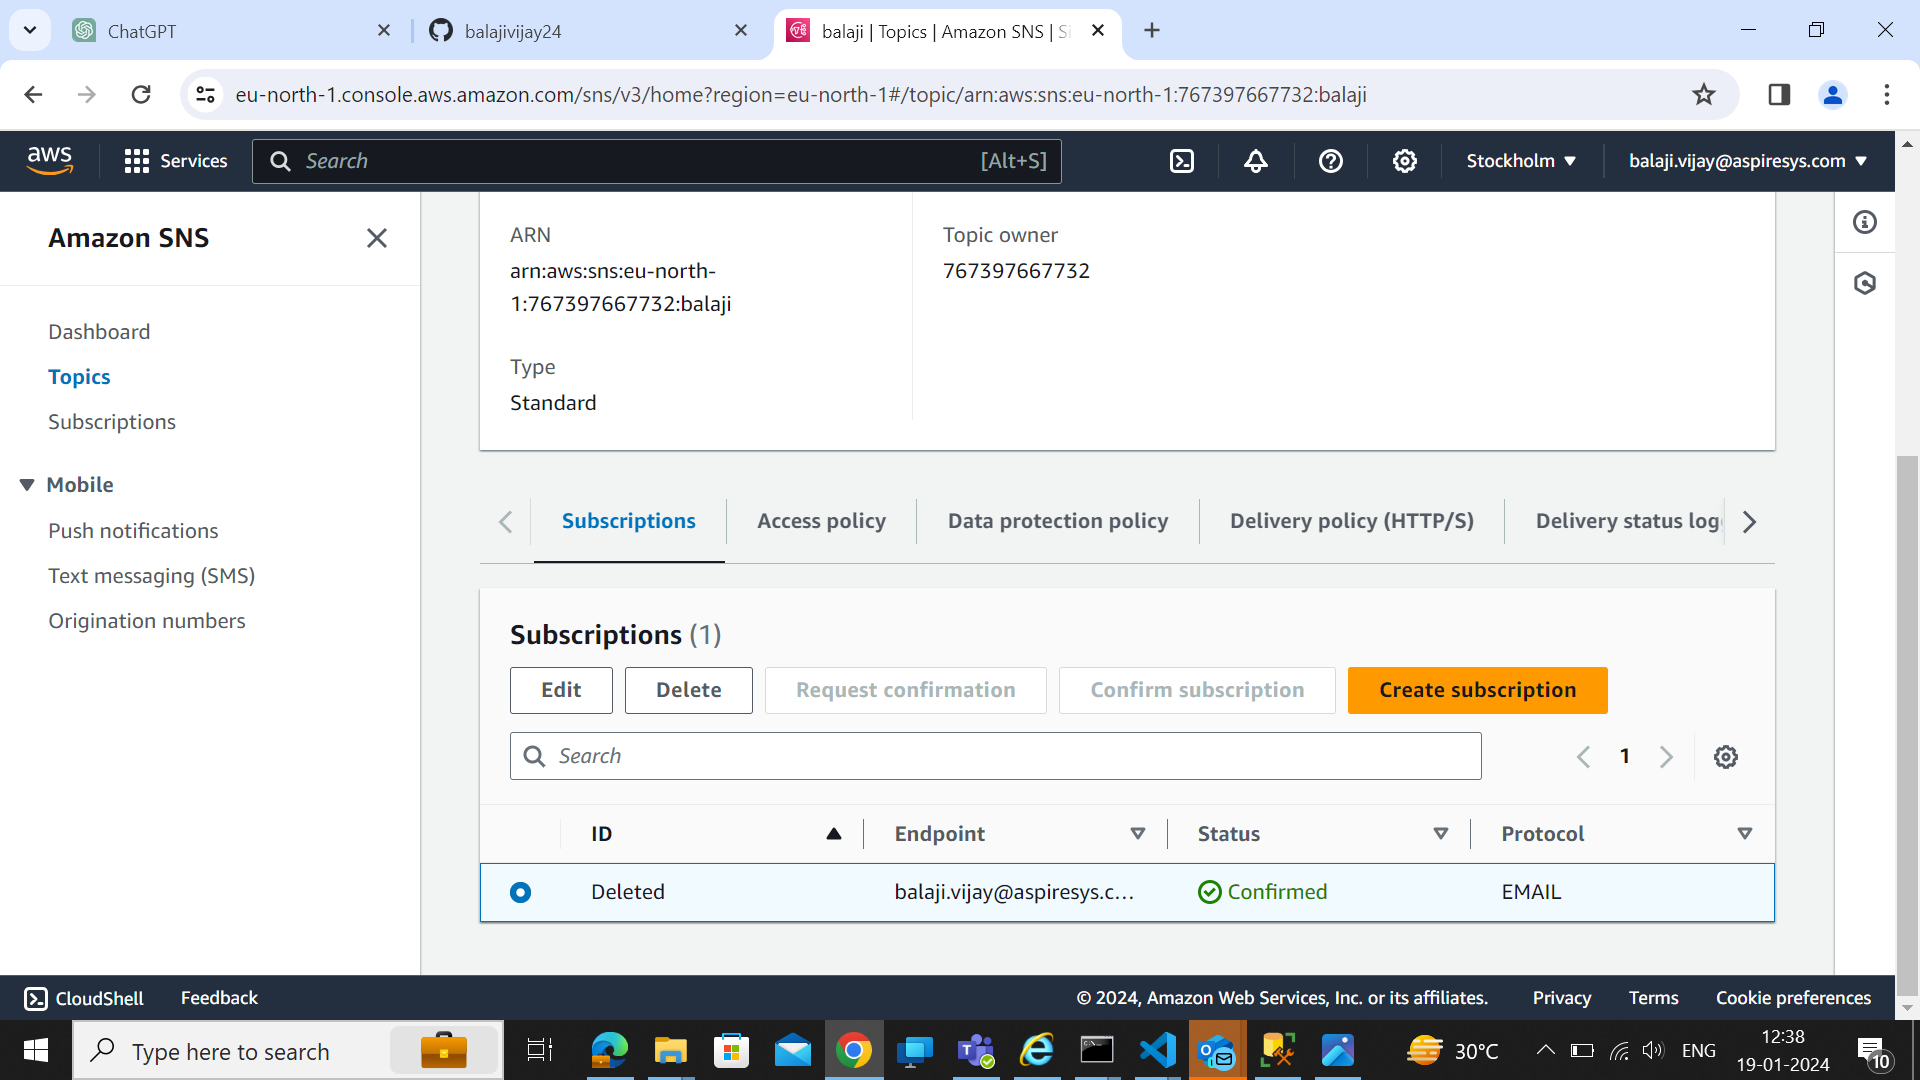 ChatGPT
balajivijay24
balaji | Topics | Amazon SNS | Si
eu-north-1.console.aws.amazon.com/sns/v3/home?region=eu-north-1#/topic/arn:aws:sns:eu-north-1:767397667732:balaji
aws
Services
Search
[Alt+S]
Stockholm
balaji.vijay@aspiresys.com
Amazon SNS
Dashboard
Topics
Subscriptions
Mobile
Push notifications
Text messaging (SMS)
Origination numbers
ARN
arn:aws:sns:eu-north-
1:767397667732:balaji
Topic owner
767397667732
Type
Standard
Subscriptions
Access policy
Data protection policy
Delivery policy (HTTP/S)
Delivery status log
Subscriptions (1)
Edit
Delete
Request confirmation
Confirm subscription
Create subscription
Search
1
ID
Endpoint
Status
Protocol
Deleted
balaji.vijay@aspiresys.c...
Confirmed
EMAIL
CloudShell
Feedback
© 2024, Amazon Web Services, Inc. or its affiliates.
Privacy
Terms
Cookie preferences
Type here to search
30°C
ENG
12:38
19-01-2024
10